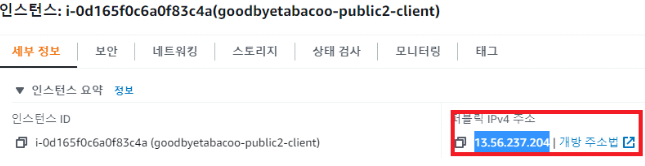 인스턴스: i-0d165f0c6a0f83c4a(goodbyetabacoo-public2-client)
세부 정보 보안 네트워킹 스토리지 상태 검사 모니터링 태그
▼ 인스턴스 요약 정보
인스턴스 ID
i-0d165f0c6a0f83c4a (goodbyetabacoo-public2-client)
퍼블릭 IPv4 주소
13.56.237.204 | 개방 주소법